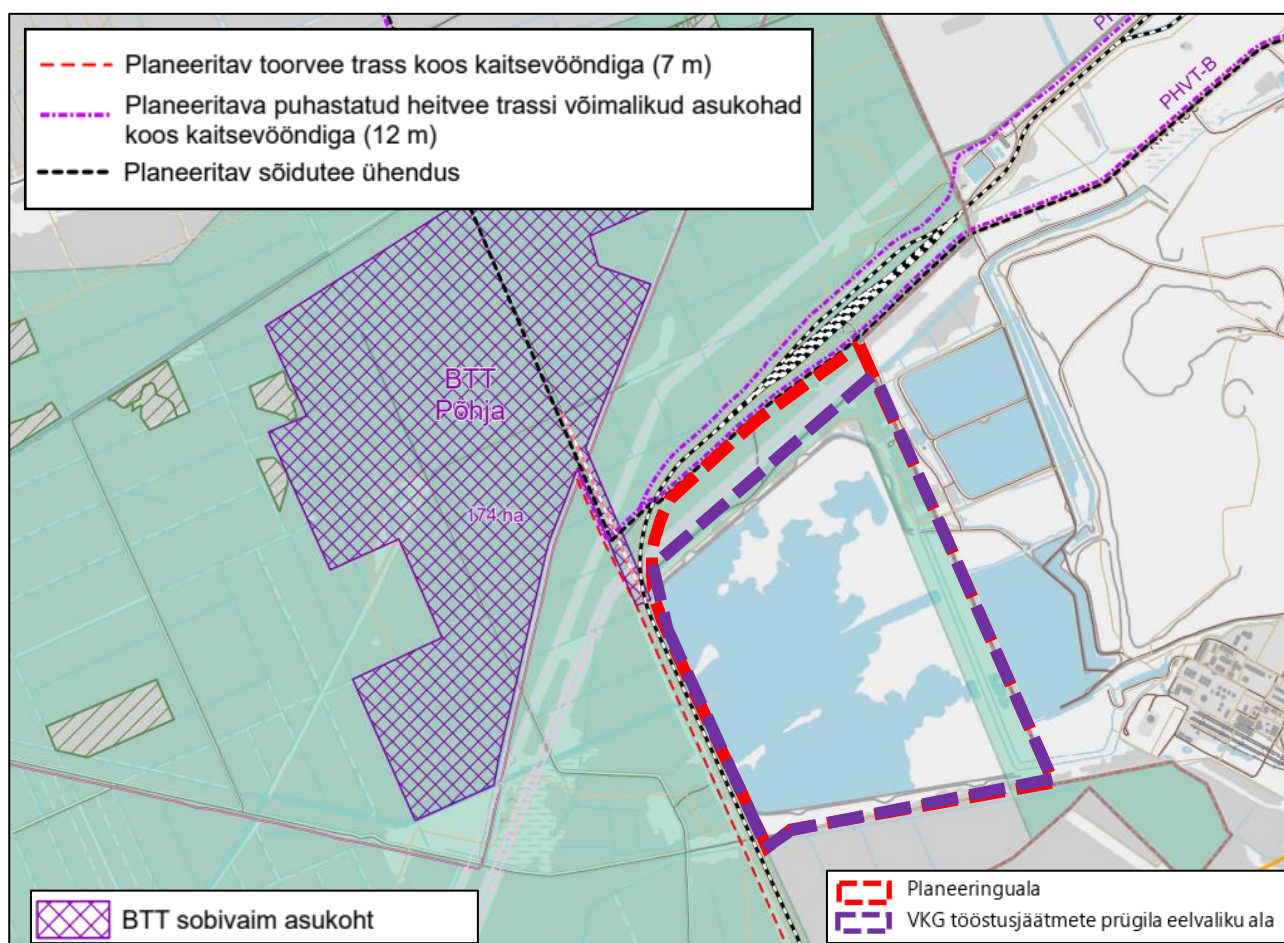 Planeeritav toorvee trass koos kaitsevööndiga (7 m)
Planeeritava puhastatud heitvee trassi võimalikud asukohad
koos kaitsevööndiga (12 m)
Planeeritav sõidutee ühendus
PHVT-B
BTT
Põhja
174 ha
BTT sobivaim asukoht
Planeeringuala
VKG tööstusjäätmete prügila eelvaliku ala